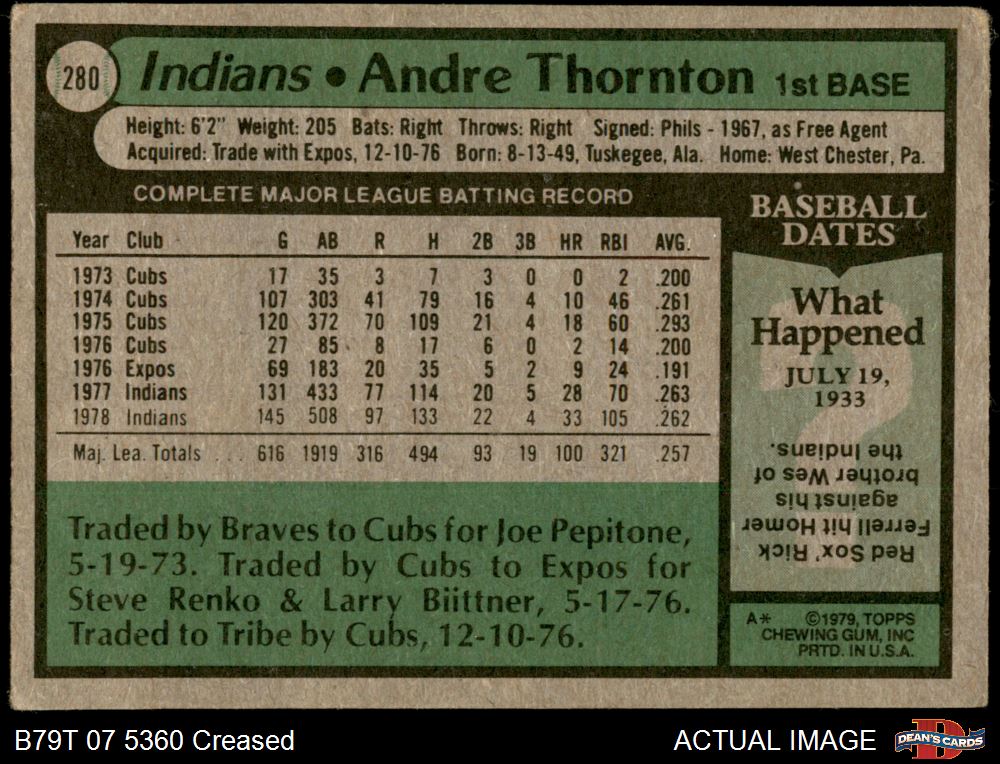 280
Indians • Andre Thornton 1st BASE
Height: 6'2" Weight: 205 Bats: Right Throws: Right Signed: Phils - 1967, as Free Agent
Acquired: Trade with Expos, 12-10-76 Born: 8-13-49, Tuskegee, Ala. Home: West Chester, Pa.
COMPLETE MAJOR LEAGUE BATTING RECORD
Year Club G AB R H 2B 3B HR RBI AVG.
1973 Cubs 17 35 3 7 3 0 0 2 .200
1974 Cubs 107 303 41 79 16 4 10 46 .261
1975 Cubs 120 372 70 109 21 4 18 60 .293
1976 Cubs 27 85 8 17 6 0 2 14 .200
1976 Expos 69 183 20 35 5 2 9 24 .191
1977 Indians 131 433 77 114 20 5 28 70 .263
1978 Indians 145 508 97 133 22 4 33 105 .262
Maj. Lea. Totals ... 616 1919 316 494 93 19 100 321 .257
Traded by Braves to Cubs for Joe Pepitone,
5-19-73. Traded by Cubs to Expos for
Steve Renko & Larry Biittner, 5-17-76.
Traded to Tribe by Cubs, 12-10-76.
BASEBALL
DATES
What
Happened
JULY 19,
1933
Red Sox' Rick
Ferrell hit Homer
against his
brother Wes of
the Indians.
A* ©1979, TOPPS
CHEWING GUM, INC
PRTD. IN U.S.A.
B79T 07 5360 Creased
ACTUAL IMAGE
DEAN'S CARDS